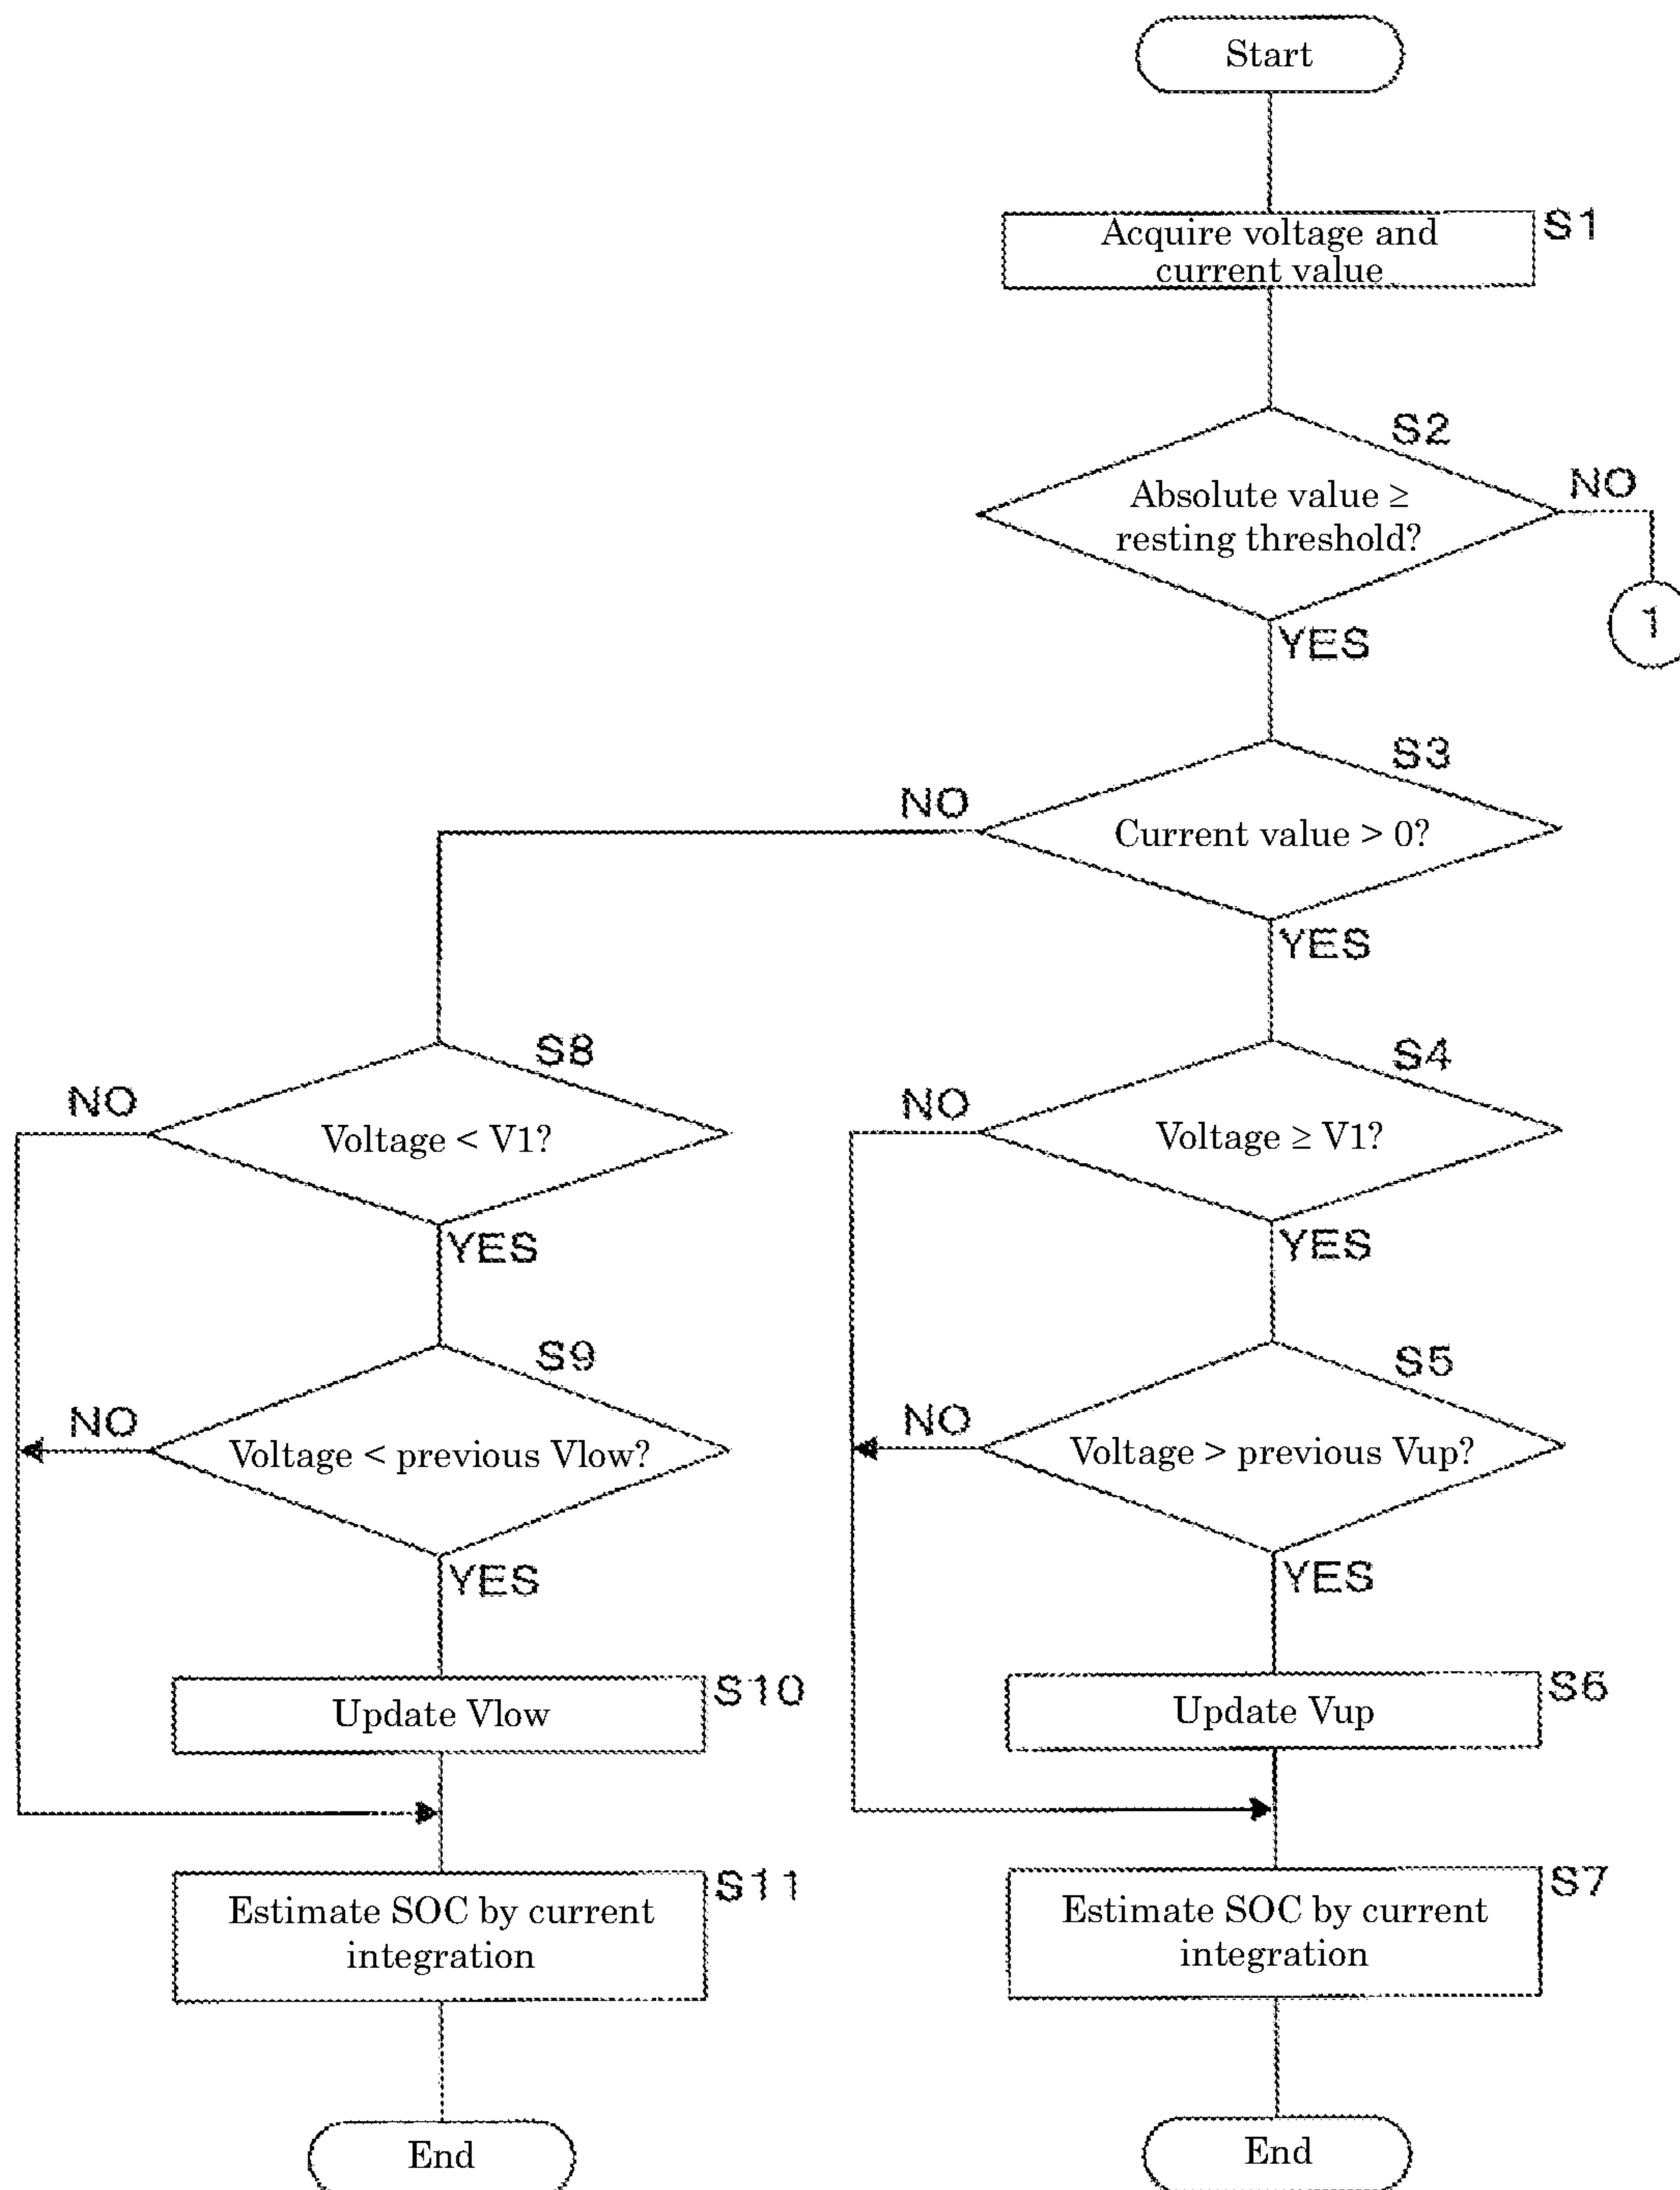 Start
Acquire voltage and
current value
S1
S2
Absolute value ≥
resting threshold?
NO
1
YES
S3
NO
Current value > 0?
YES
S8
NO
Voltage < V1?
YES
S4
NO
Voltage ≥ V1?
YES
S9
NO
Voltage < previous Vlow?
YES
S5
NO
Voltage > previous Vup?
YES
Update Vlow
S10
Update Vup
S6
Estimate SOC by current
integration
S11
Estimate SOC by current
integration
S7
End
End